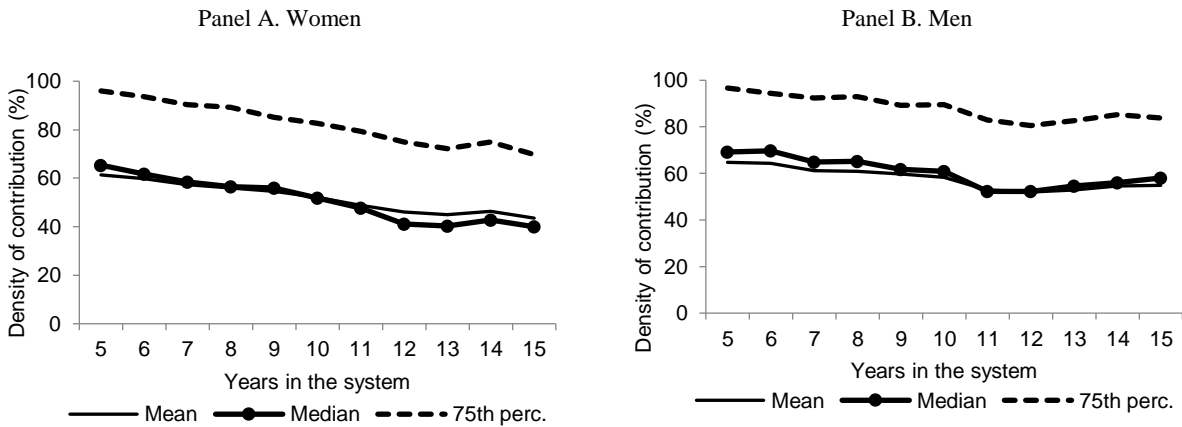 Panel A. Women
Density of contribution (%)
100
80
60
40
20
0
5 6 7 8 9 10 11 12 13 14 15
Years in the system
Mean Median 75th perc.
Panel B. Men
Density of contribution (%)
100
80
60
40
20
0
5 6 7 8 9 10 11 12 13 14 15
Years in the system
Mean Median 75th perc.